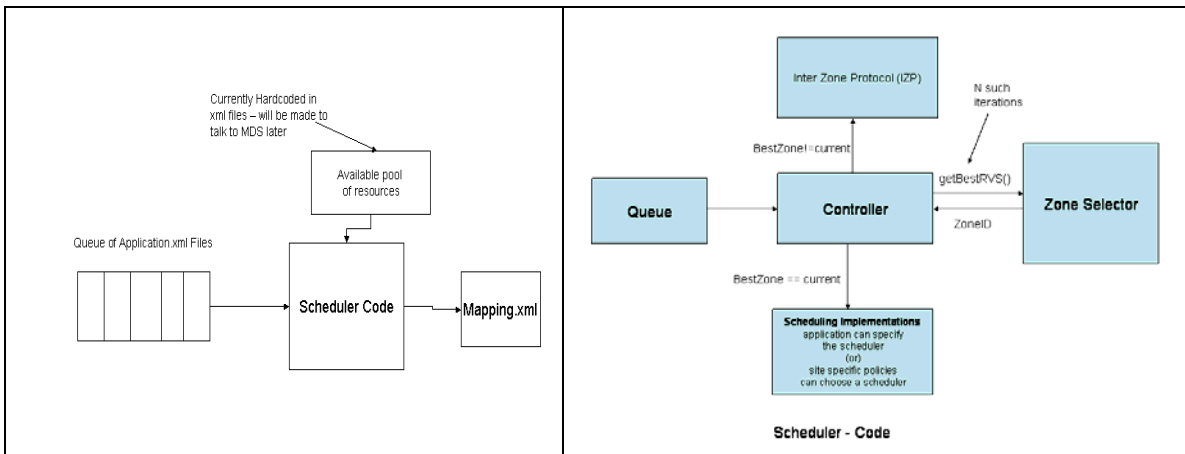 Currently Hardcoded in
xml files – will be made to
talk to MDS later
Available pool
of resources
Queue of Application.xml Files
Scheduler Code
Mapping.xml
Inter Zone Protocol (IZP)
N such
iterations
BestZone!=current
getBestRVS()
Queue
Controller
Zone Selector
ZoneID
BestZone == current
Scheduling Implementations
application can specify
the scheduler
(or)
site specific policies
can choose a scheduler
Scheduler - Code